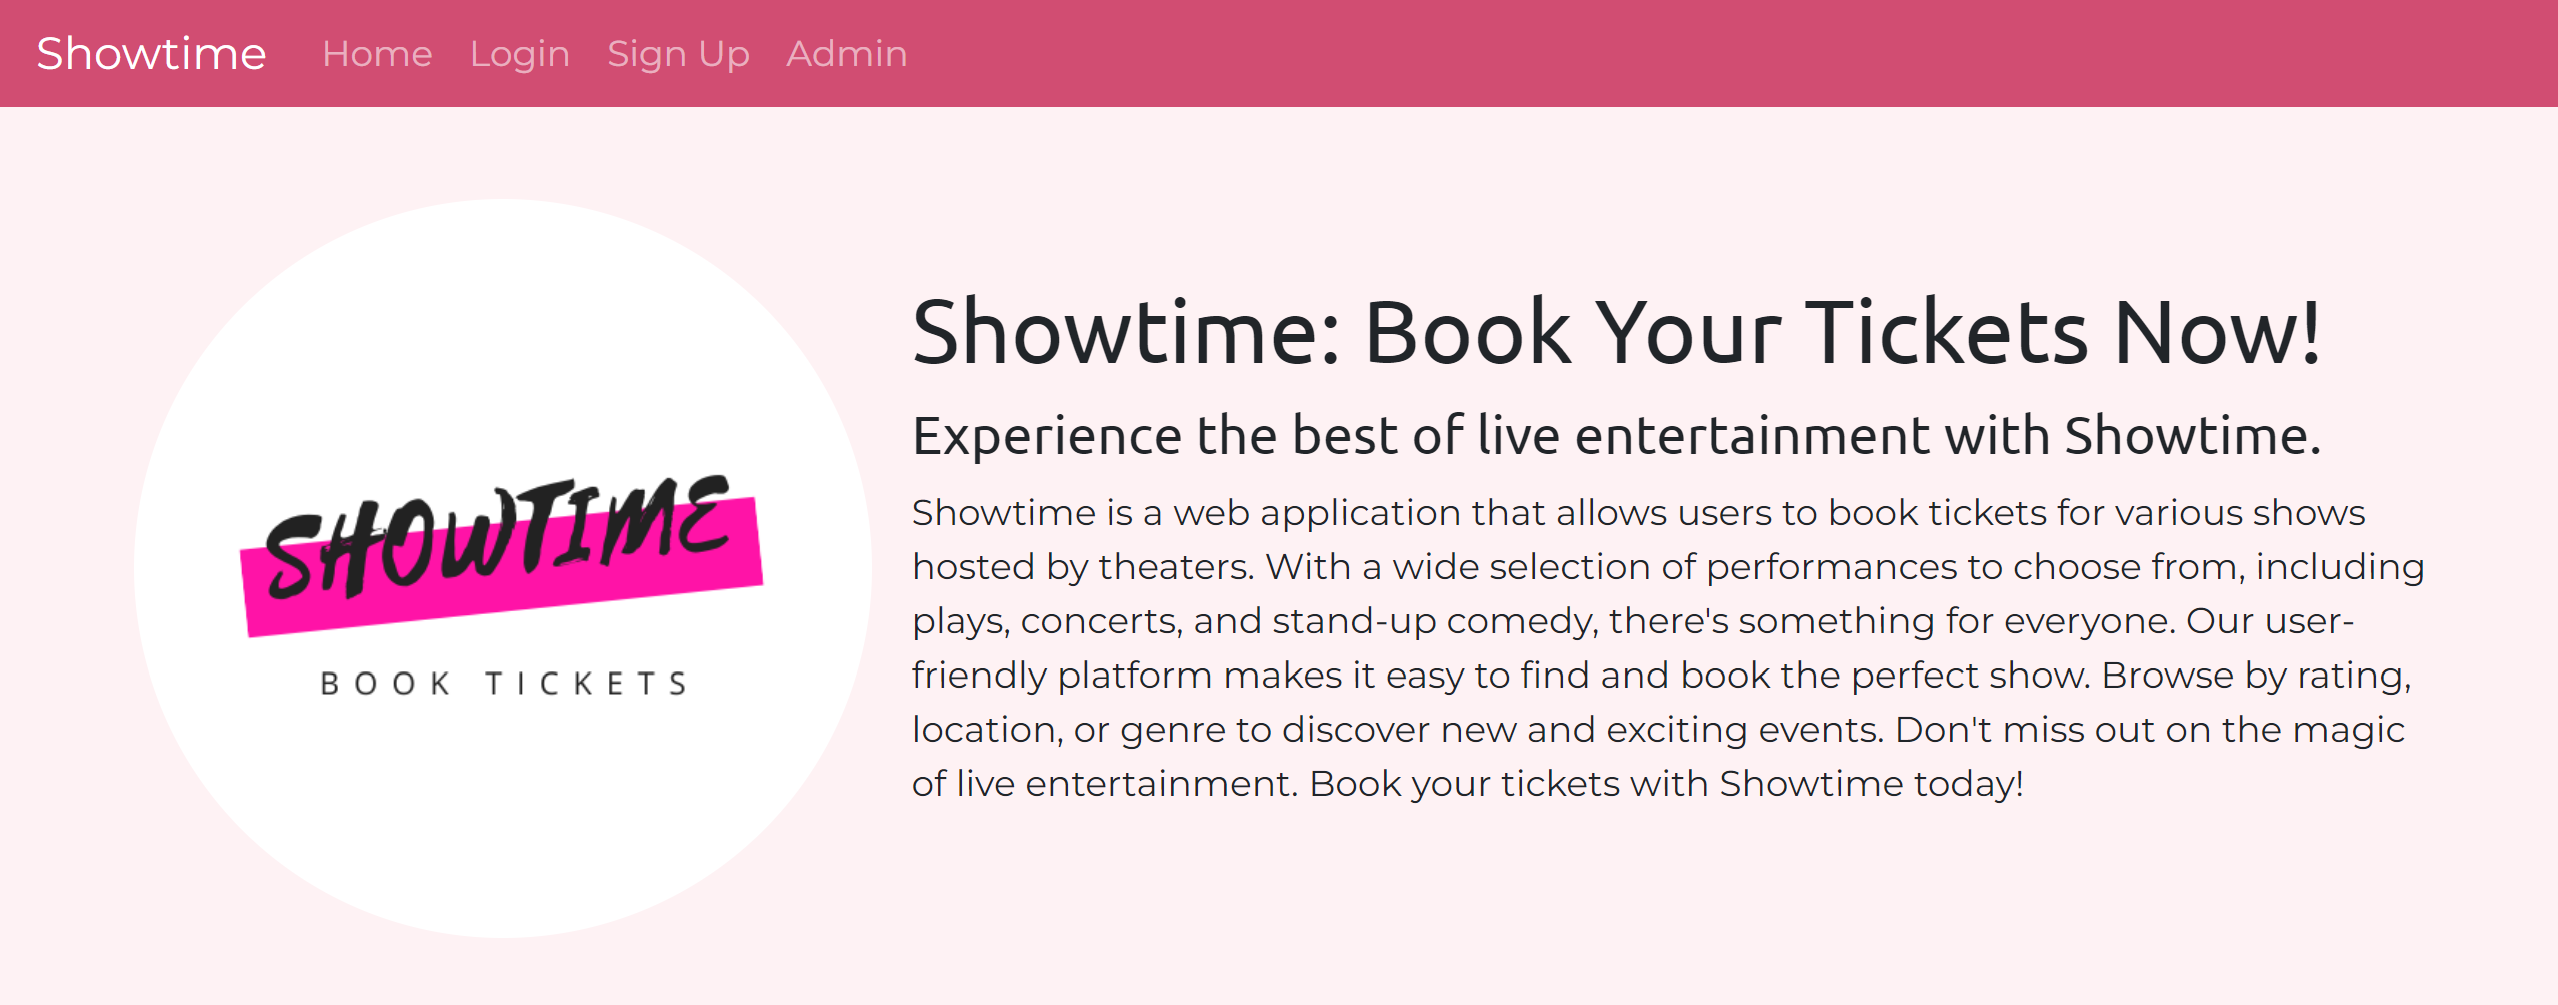 Showtime Home Login Sign Up Admin
SHOWTIME
BOOK TICKETS
Showtime: Book Your Tickets Now!
Experience the best of live entertainment with Showtime.
Showtime is a web application that allows users to book tickets for various shows
hosted by theaters. With a wide selection of performances to choose from, including
plays, concerts, and stand-up comedy, there's something for everyone. Our user-
friendly platform makes it easy to find and book the perfect show. Browse by rating,
location, or genre to discover new and exciting events. Don't miss out on the magic
of live entertainment. Book your tickets with Showtime today!